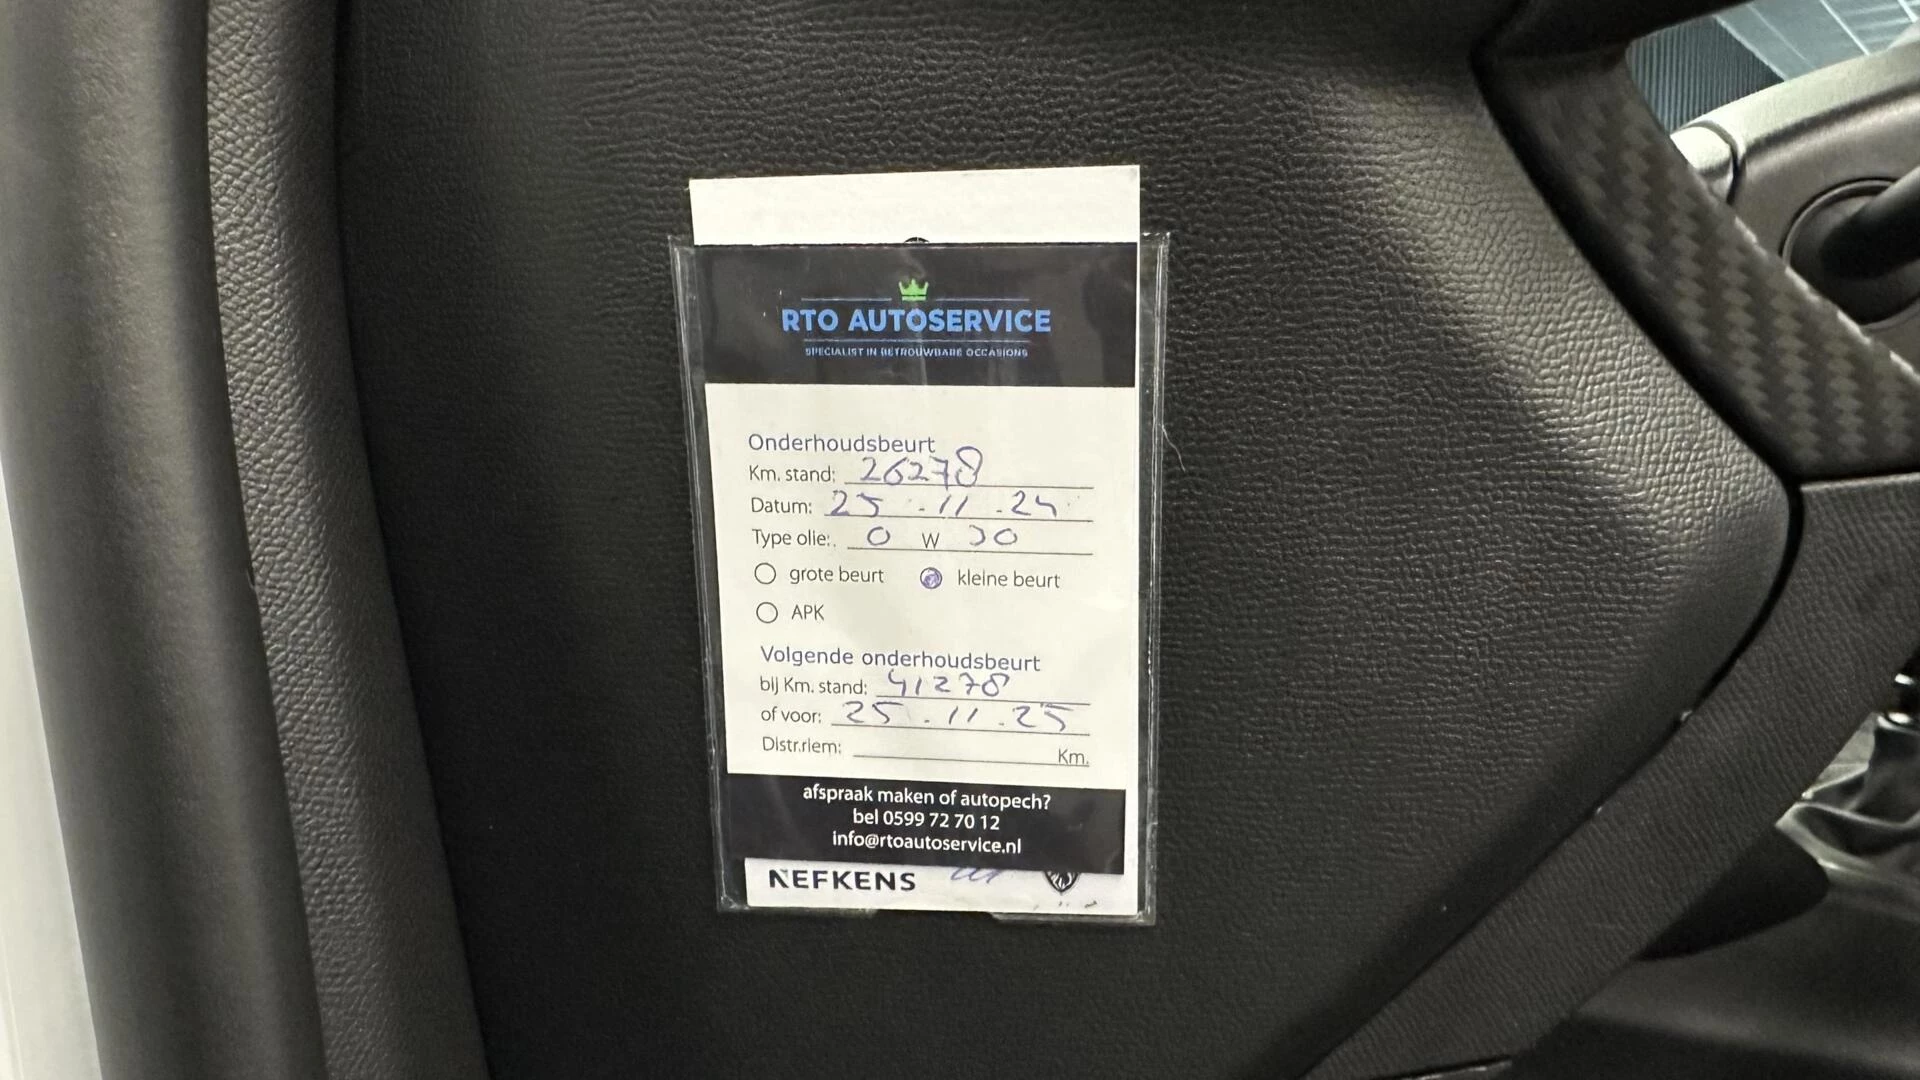 RTO AUTOSERVICE
SPECIALIST IN BETROUWBARE OCCASIONS
Onderhoudsbeurt
Km. stand: 26278
Datum: 25 . 11 . 24
Type olie: 0 W 30
grote beurt kleine beurt
APK
Volgende onderhoudsbeurt
bij Km. stand: 41278
of voor: 25 . 11 . 25
Distr.riem: Km.
afspraak maken of autopech?
bel 0599 72 70 12
info@rtoautoservice.nl
NEFKENS